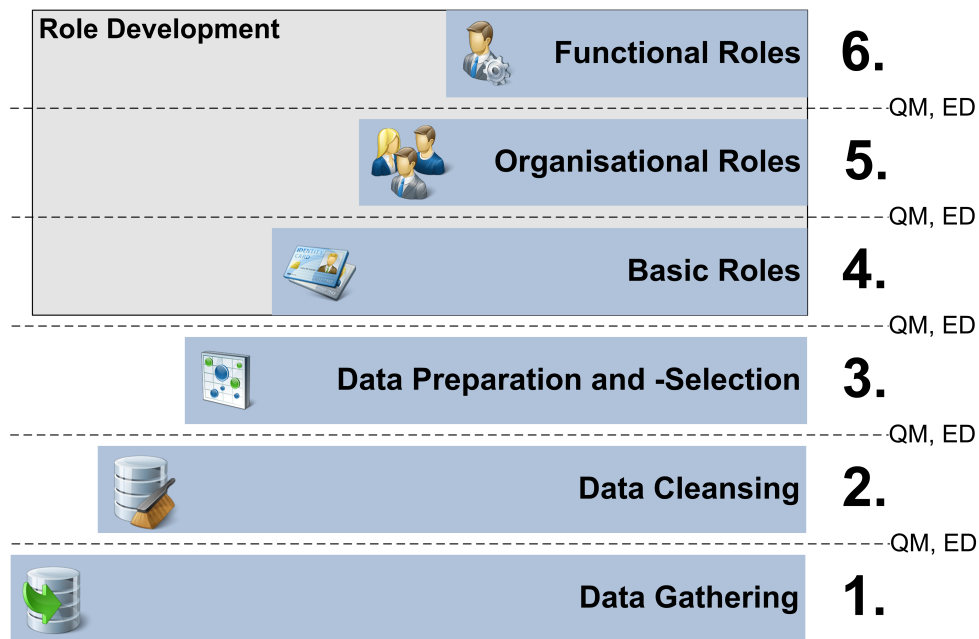 Role Development
Functional Roles
6.
QM, ED
Organisational Roles
5.
QM, ED
Basic Roles
4.
QM, ED
Data Preparation and -Selection
3.
QM, ED
Data Cleansing
2.
QM, ED
Data Gathering
1.